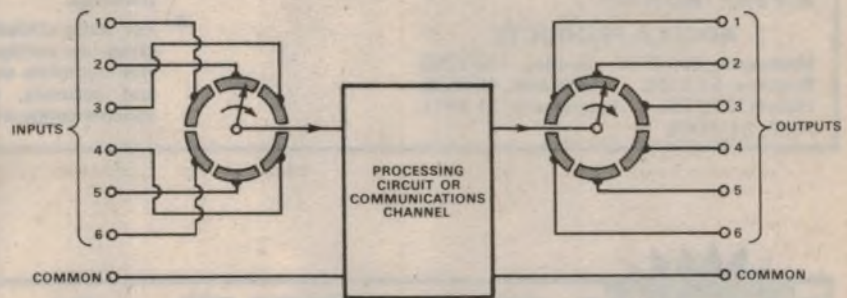 1
2
3
INPUTS
4
5
6
COMMON
PROCESSING
CIRCUIT OR
COMMUNICATIONS
CHANNEL
1
2
3
OUTPUTS
4
5
6
COMMON